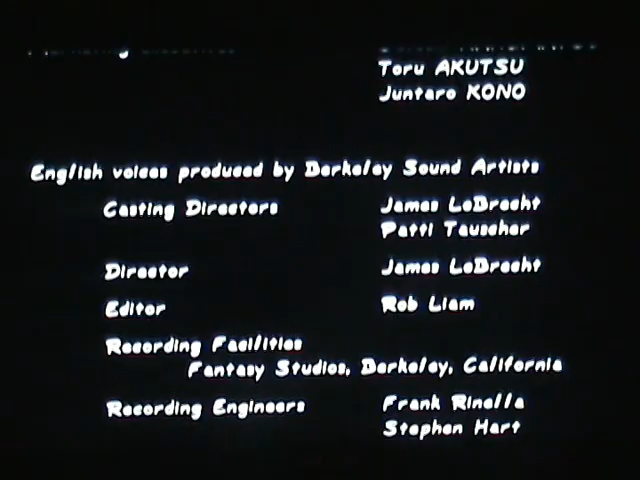 Toru AKUTSU
Juntaro KONO
English voices produced by Berkeley Sound Artists
Casting Directors James LeBrecht
Patti Tauscher
Director James LeBrecht
Editor Rob Liam
Recording Facilities
Fantasy Studios, Berkeley, California
Recording Engineers Frank Rinella
Stephen Hart